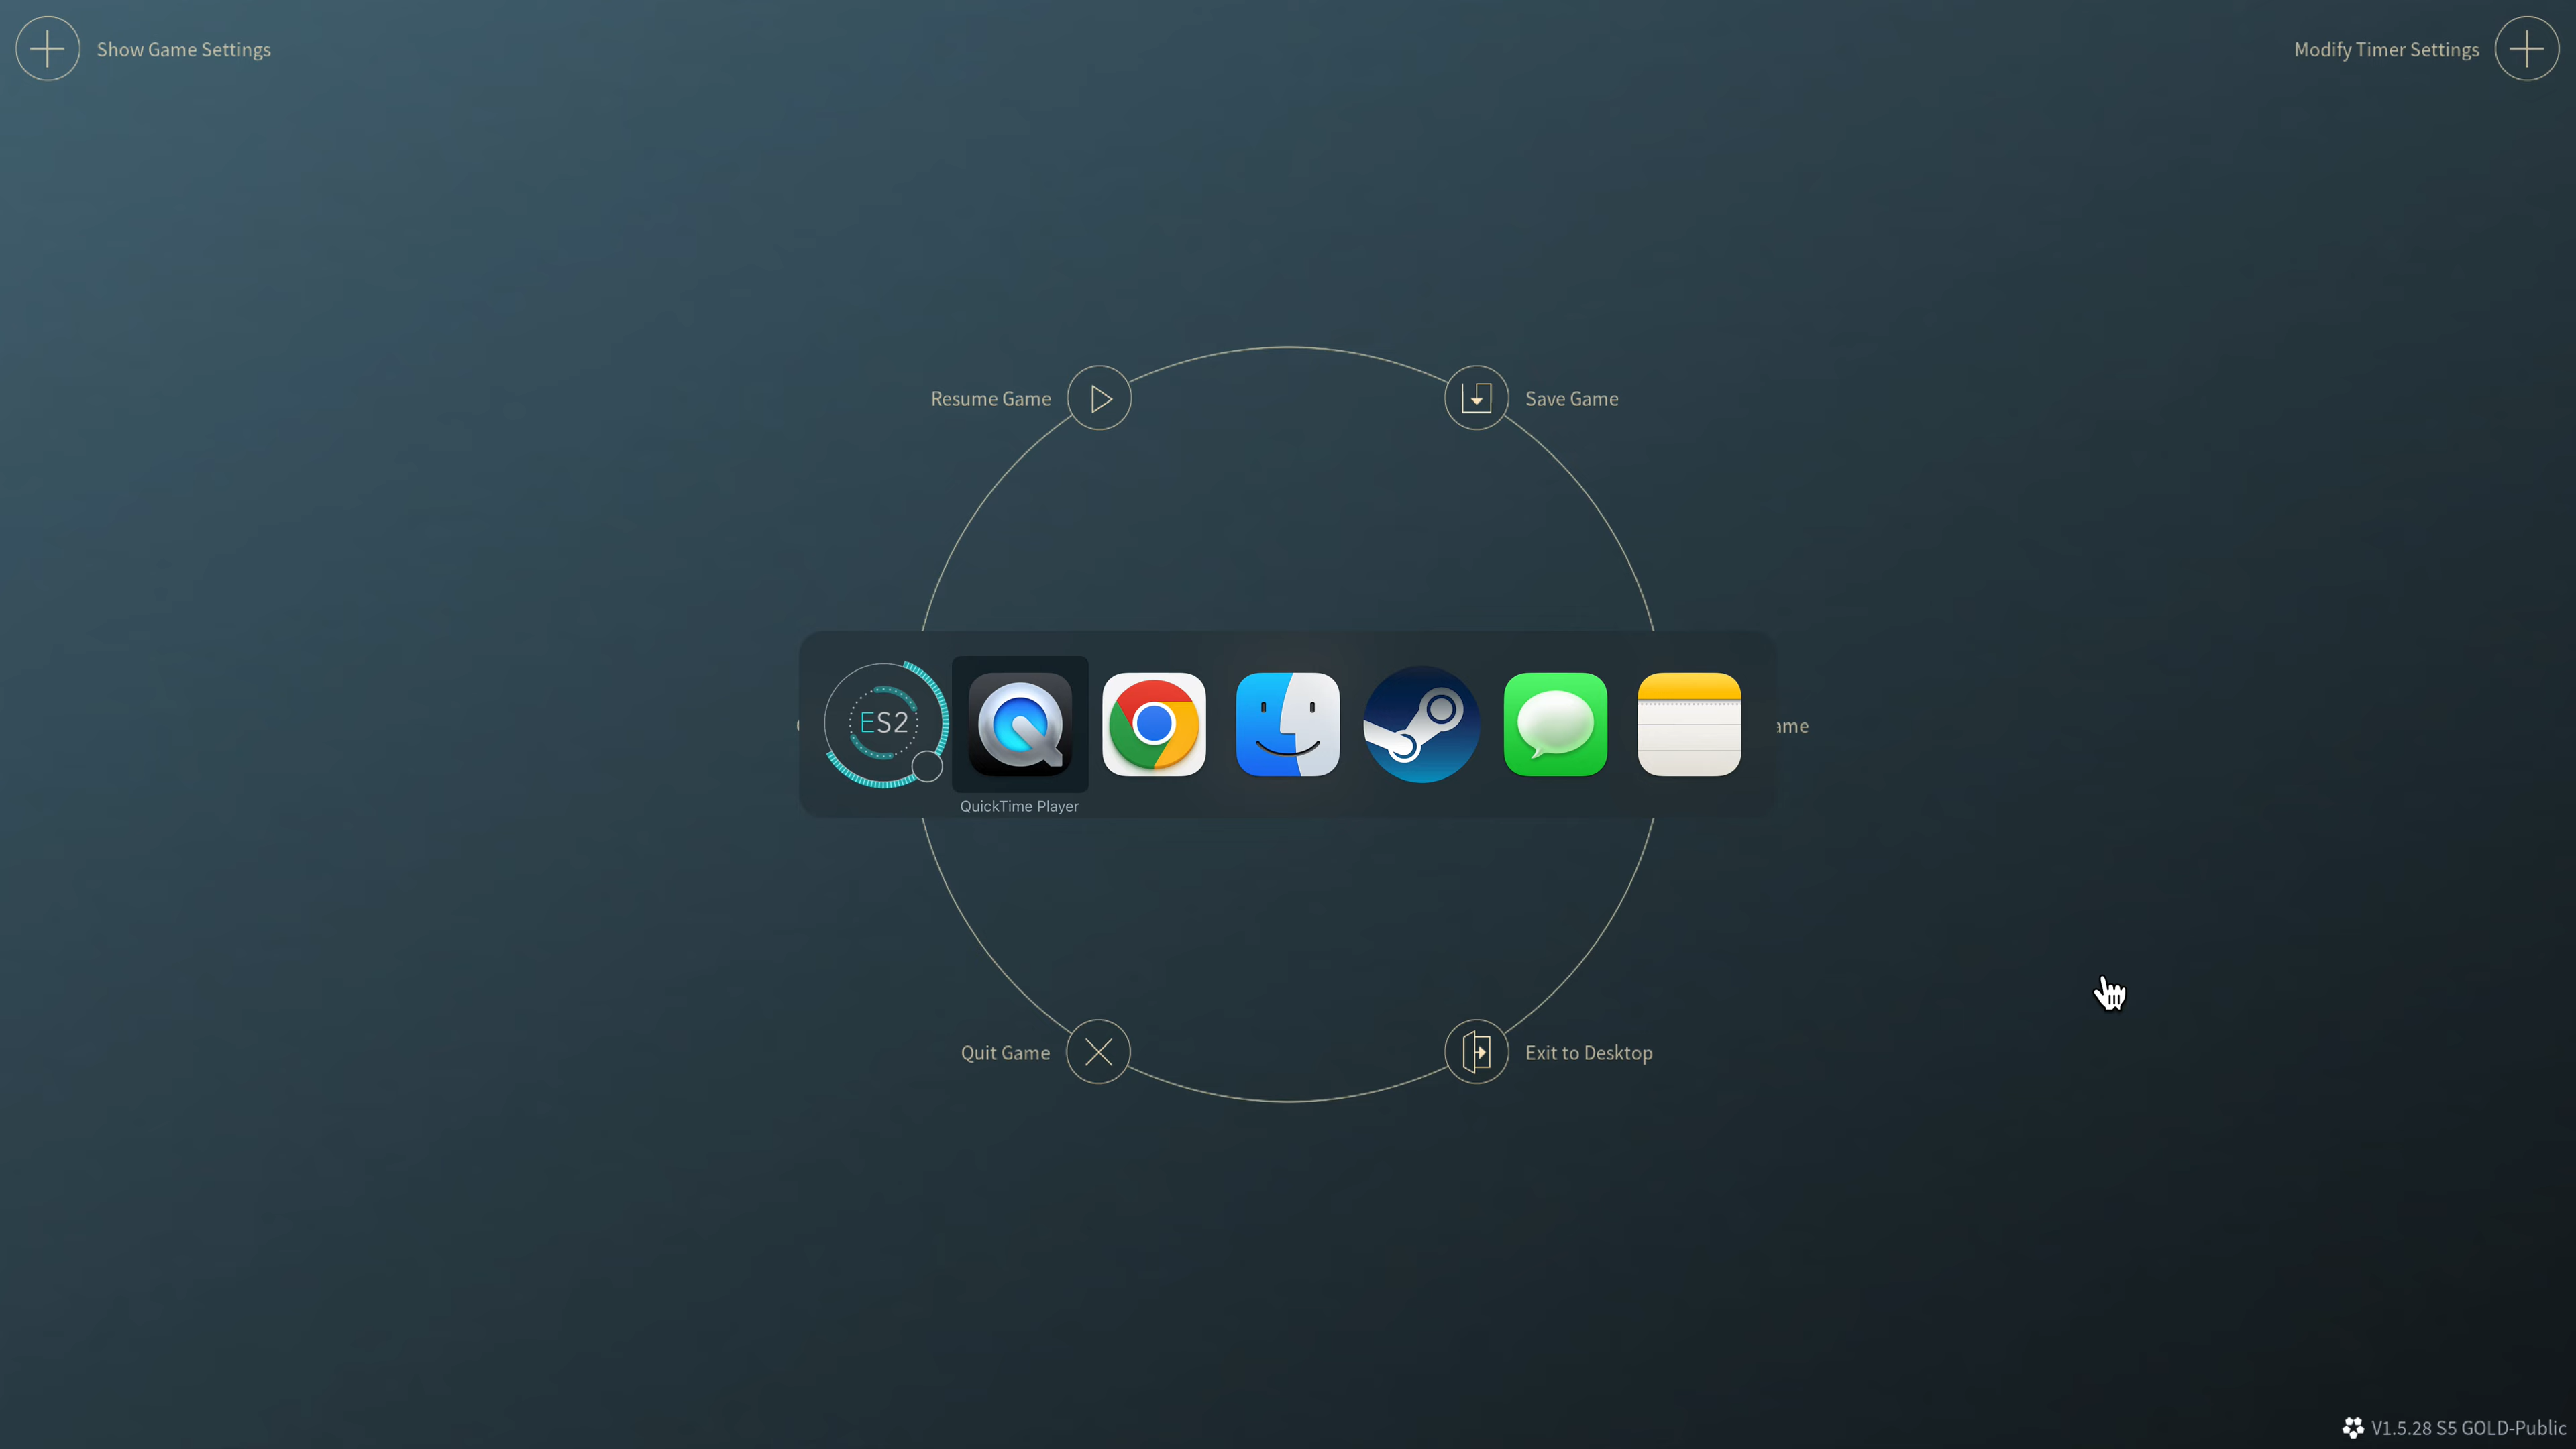 Show Game Settings
Modify Timer Settings
Resume Game
Save Game
ES2
QuickTime Player
ame
Quit Game
Exit to Desktop
V1.5.28 S5 GOLD-Public